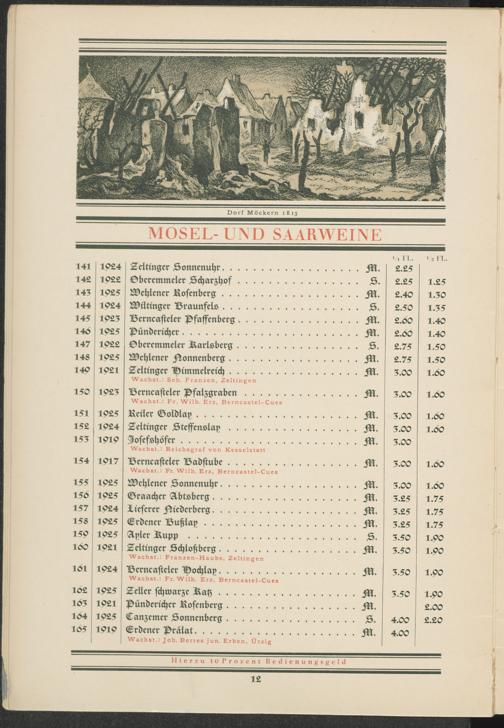 Dorf Möckern 1813
MOSEL- UND SAARWEINE
1/1 Fl. 1/2 Fl.
141 1924 Zeltinger Sonnenuhr M. 2.25
142 1922 Oberemmeler Scharzhof S. 2.25 1.25
143 1925 Wehlener Rosenberg M. 2.40 1.30
144 1924 Wiltinger Braunfels S. 2.50 1.35
145 1923 Berncasteler Pfaffenberg M. 2.60 1.40
146 1925 Pündericher M. 2.60 1.40
147 1922 Oberemmeler Karlsberg S. 2.75 1.50
148 1925 Wehlener Nonnenberg M. 2.75 1.50
149 1921 Zeltinger Himmelreich M. 3.00 1.60
Wachst.: Seb. Franzen, Zeltingen
150 1923 Berncasteler Pfalzgraben M. 3.00 1.60
Wachst.: Fr. Wilh. Erz, Berncastel-Cues
151 1925 Reiler Goldlay M. 3.00 1.60
152 1924 Zeltinger Steffenslay M. 3.00 1.60
153 1919 Josefshöfer M. 3.00
Wachst.: Reichsgraf von Kesselstatt
154 1917 Berncasteler Badstube M. 3.00 1.60
Wachst.: Fr. Wilh. Erz, Berncastel-Cues
155 1925 Wehlener Sonnenuhr M. 3.00 1.60
156 1925 Graacher Abtsberg M. 3.25 1.75
157 1924 Lieserer Niederberg M. 3.25 1.75
158 1925 Erdener Bußlay M. 3.25 1.75
159 1925 Ayler Kupp S. 3.50 1.90
160 1921 Zeltinger Schloßberg M. 3.50 1.90
Wachst.: Franzen-Haubs, Zeltingen
161 1924 Berncasteler Hochlay M. 3.50 1.90
Wachst.: Fr. Wilh. Erz, Berncastel-Cues
162 1925 Zeller schwarze Katz M. 3.50 1.90
163 1921 Pündericher Rosenberg M. 2.00
164 1925 Canzemer Sonnenberg S. 4.00 2.20
165 1919 Erdener Prälat M. 4.00
Wachst.: Joh. Berres jun. Erben, Ürzig
Hierzu 10 Prozent Bedienungsgeld
12